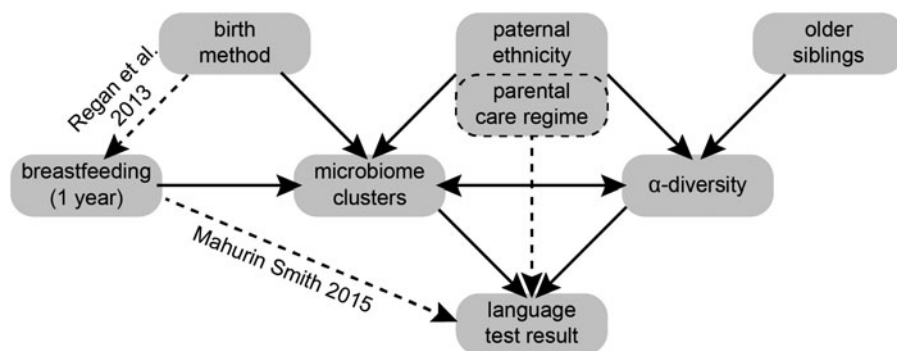 birth
method
paternal
ethnicity
older
siblings
parental
care regime
Regan et al.
2013
breastfeeding
(1 year)
microbiome
clusters
α-diversity
Mahurin Smith 2015
language
test result